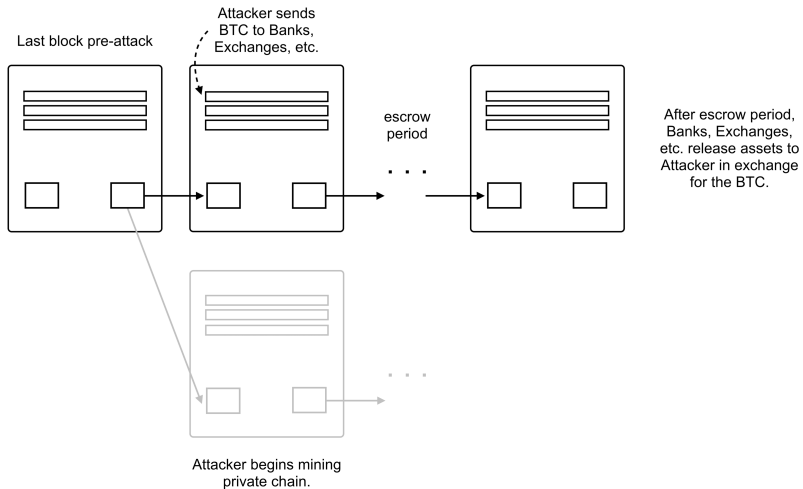 Attacker sends
BTC to Banks,
Exchanges, etc.
Last block pre-attack
escrow
period
. . .
After escrow period,
Banks, Exchanges,
etc. release assets to
Attacker in exchange
for the BTC.
. . .
Attacker begins mining
private chain.